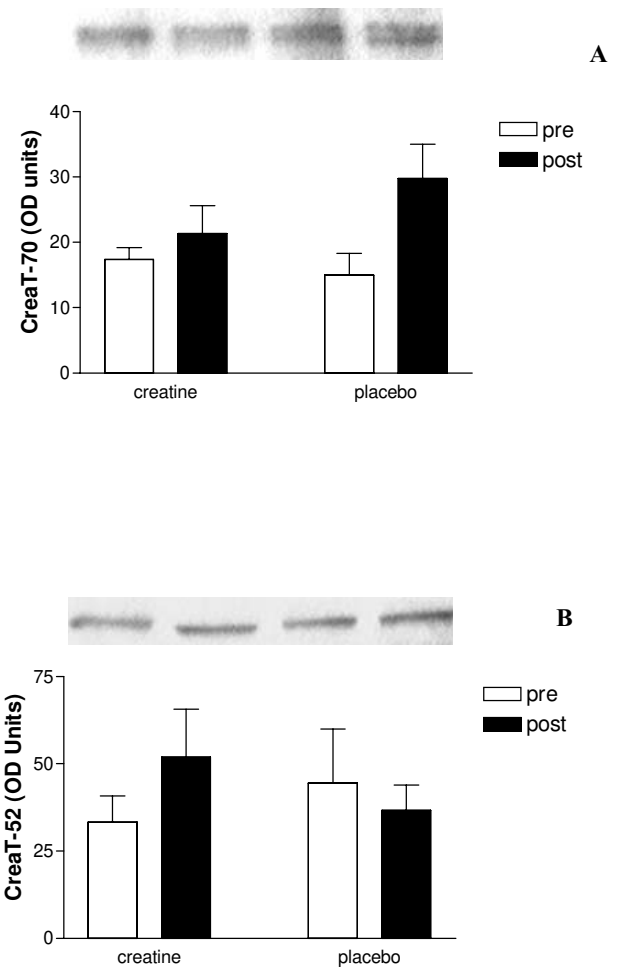 A
CreaT-70 (OD units)
40
30
20
10
0
pre
post
creatine placebo
B
CreaT-52 (OD Units)
75
50
25
0
pre
post
creatine placebo